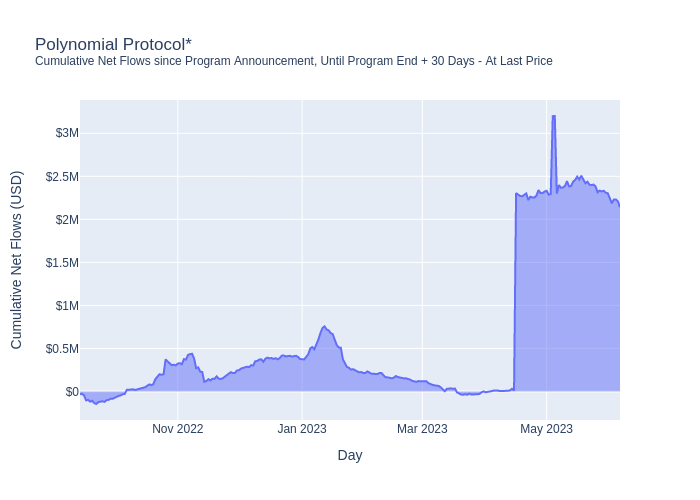 Polynomial Protocol*
Cumulative Net Flows since Program Announcement, Until Program End + 30 Days - At Last Price
Cumulative Net Flows (USD)
$3M
$2.5M
$2M
$1.5M
$1M
$0.5M
$0
Nov 2022 Jan 2023 Mar 2023 May 2023
Day